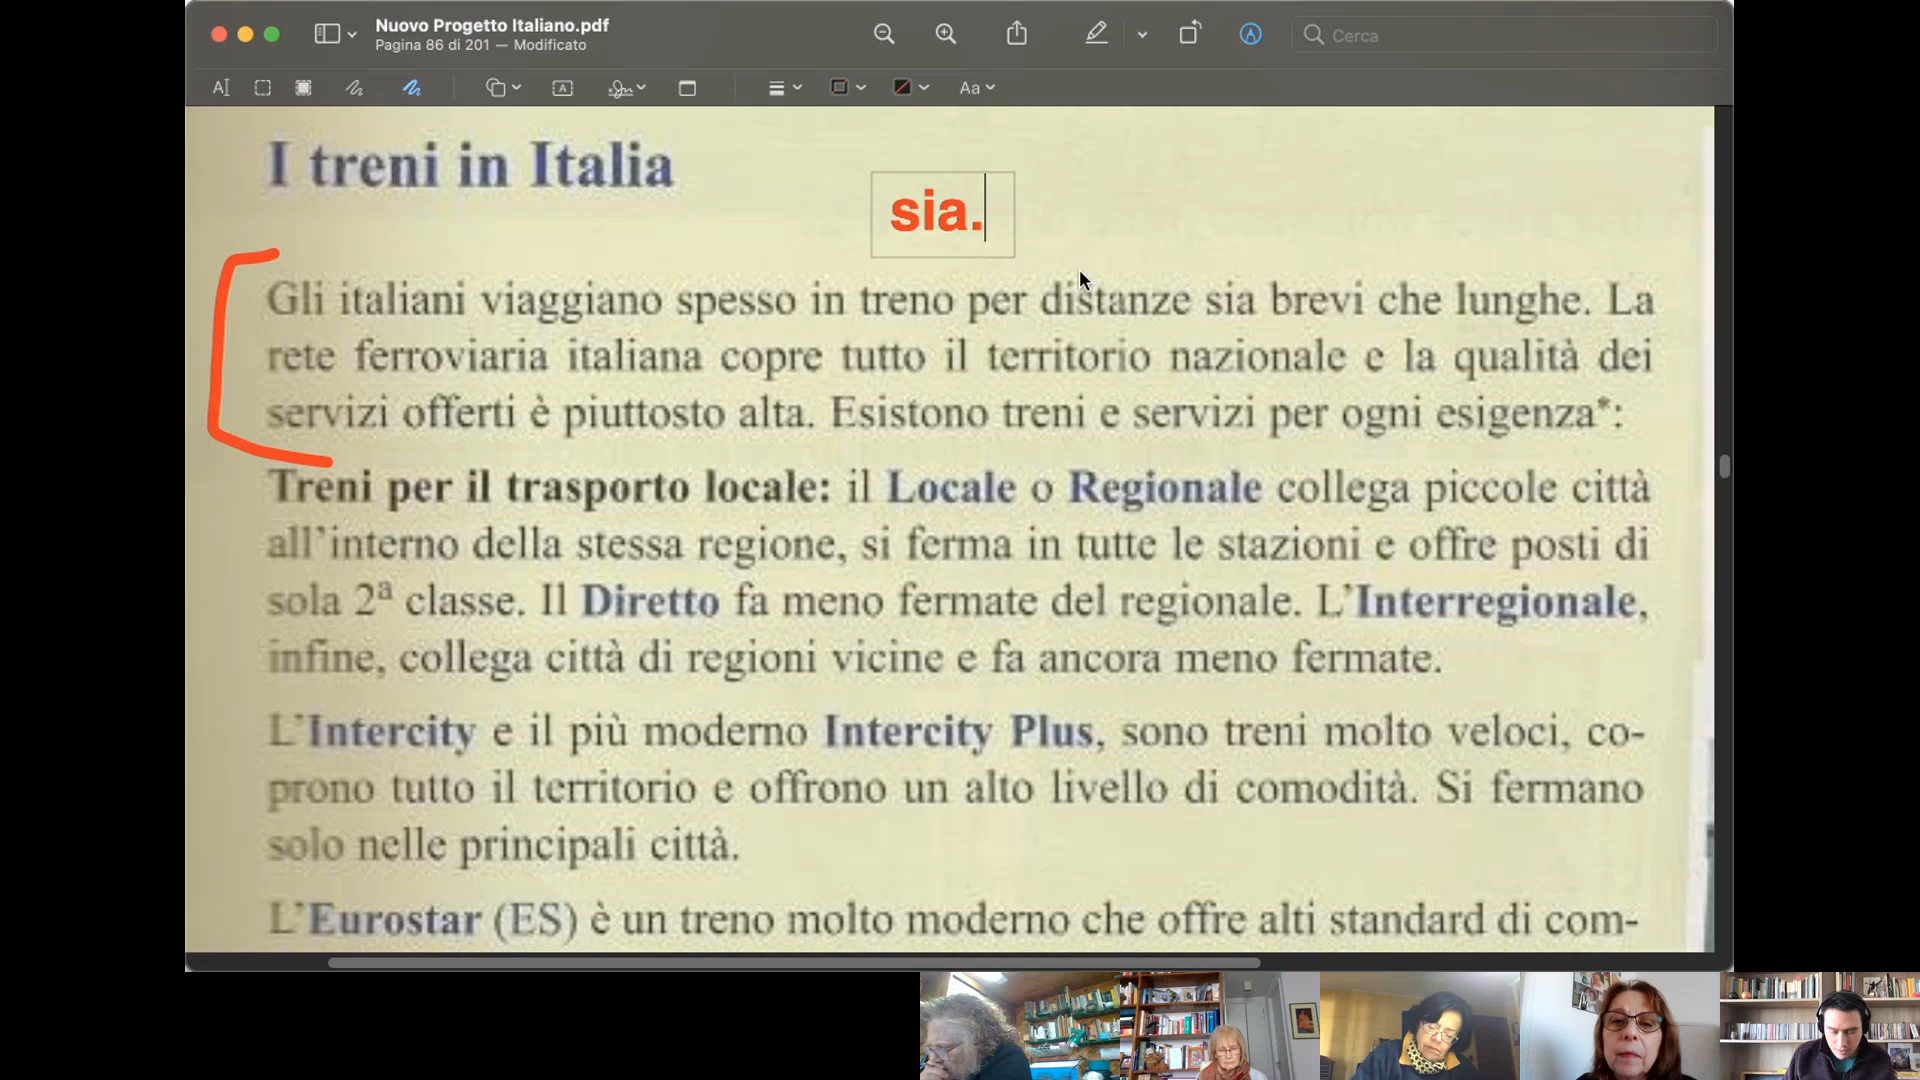 Nuovo Progetto Italiano.pdf
Pagina 86 di 201 — Modificato
Cerca
Aa
I treni in Italia
sia.
Gli italiani viaggiano spesso in treno per distanze sia brevi che lunghe. La
rete ferroviaria italiana copre tutto il territorio nazionale e la qualità dei
servizi offerti è piuttosto alta. Esistono treni e servizi per ogni esigenza*:
Treni per il trasporto locale: il Locale o Regionale collega piccole città
all'interno della stessa regione, si ferma in tutte le stazioni e offre posti di
sola 2ª classe. Il Diretto fa meno fermate del regionale. L'Interregionale,
infine, collega città di regioni vicine e fa ancora meno fermate.
L'Intercity e il più moderno Intercity Plus, sono treni molto veloci, co-
prono tutto il territorio e offrono un alto livello di comodità. Si fermano
solo nelle principali città.
L'Eurostar (ES) è un treno molto moderno che offre alti standard di com-